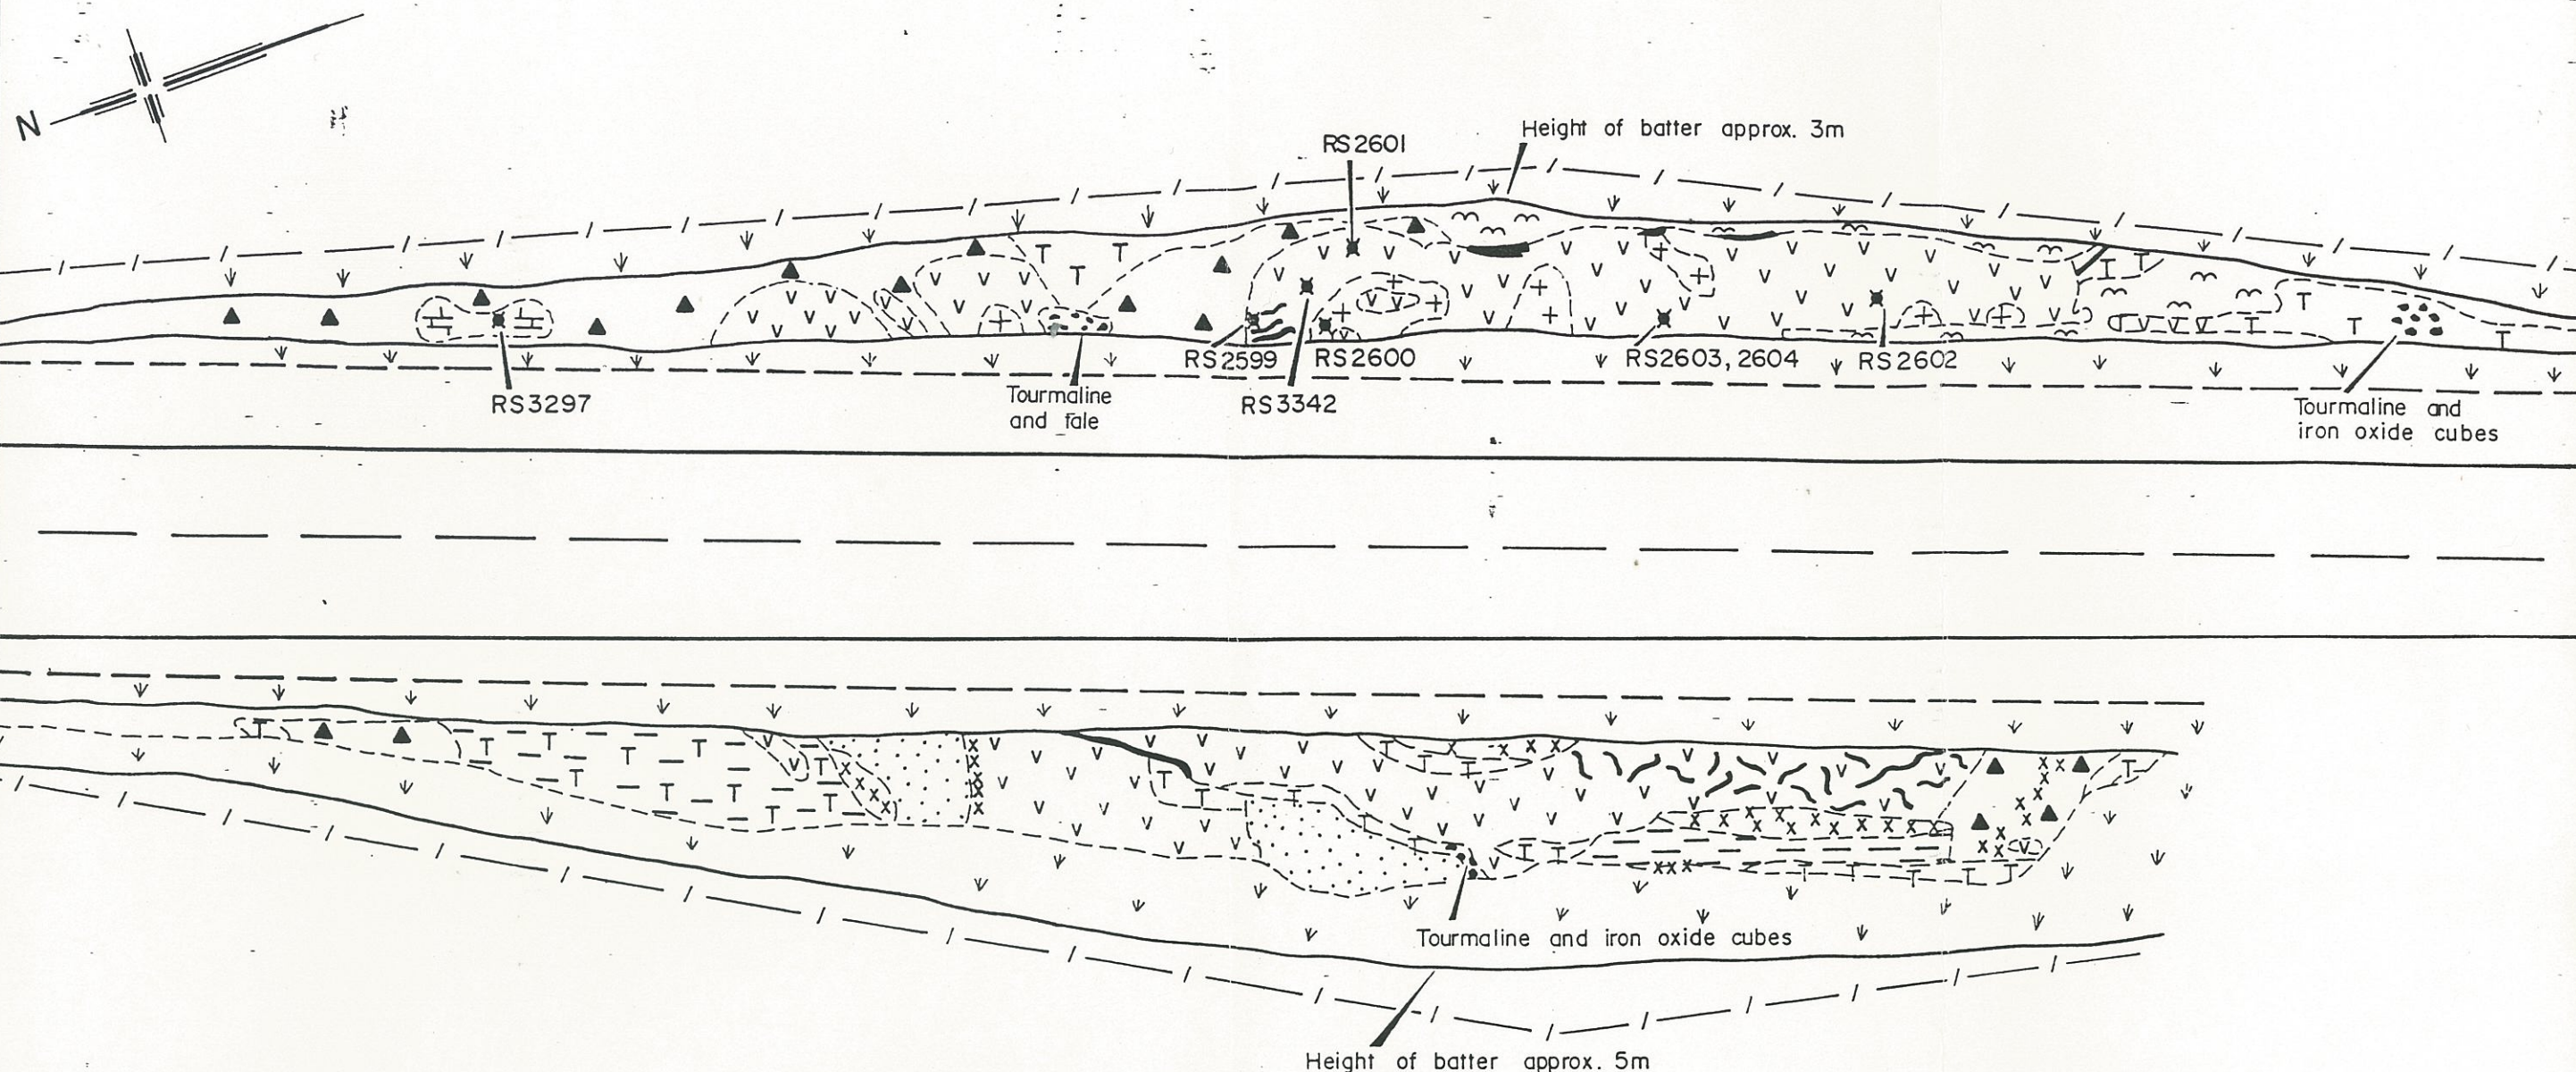 N
Height of batter approx. 3m
RS2601
RS2599
RS2600
RS2603, 2604
RS2602
RS3297
Tourmaline
and talc
RS3342
Tourmaline and
iron oxide cubes
Tourmaline and iron oxide cubes
Height of batter approx. 5m